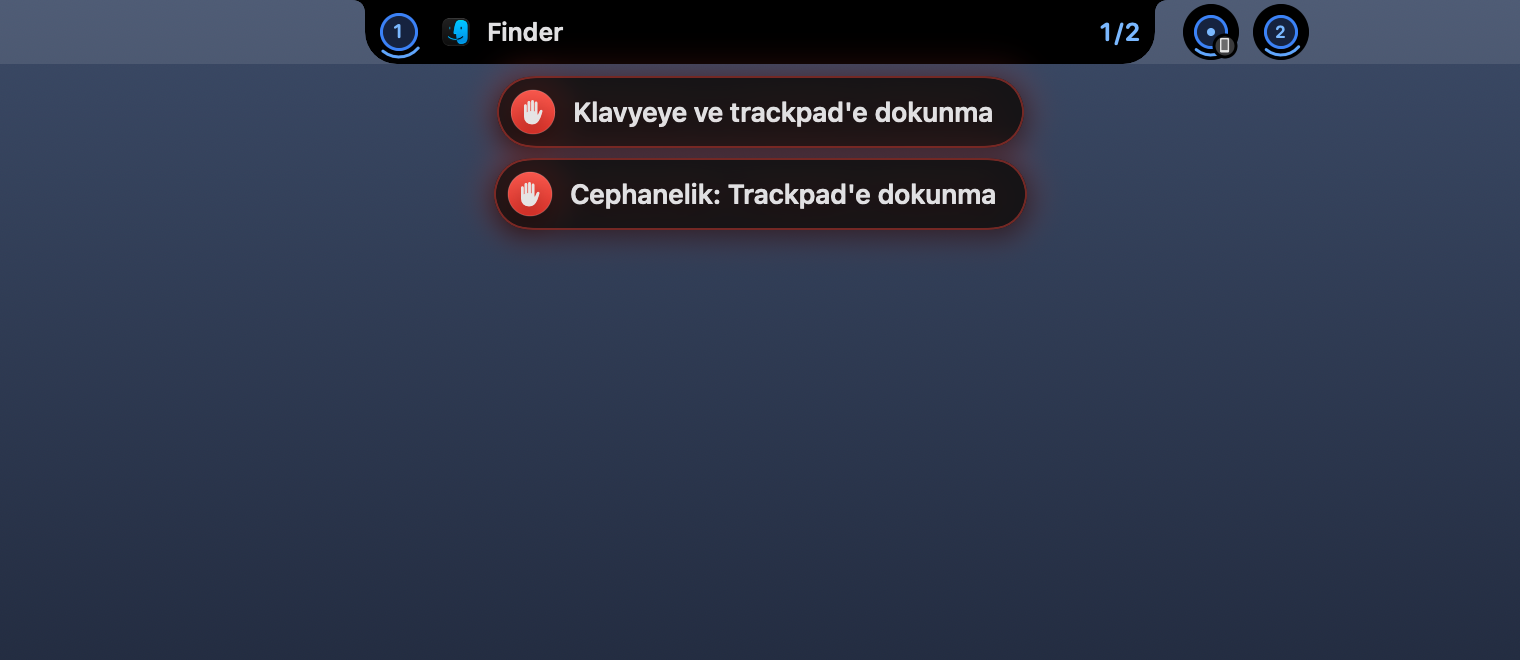 1 Finder 1/2 2
Klavyeye ve trackpad'e dokunma
Cephanelik: Trackpad'e dokunma